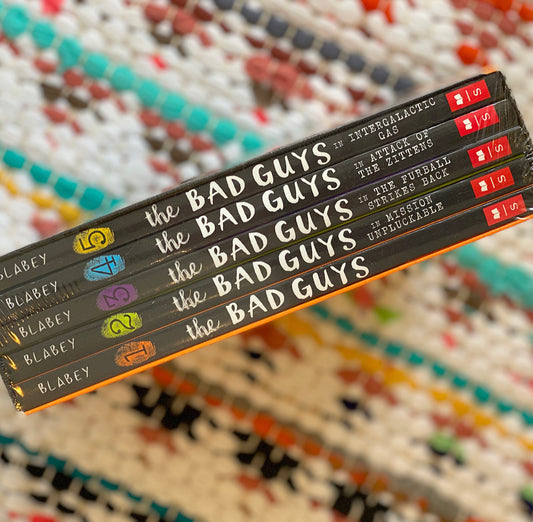 BLABEY 5 the BAD GUYS IN INTERGALACTIC
GAS
BLABEY 4 the BAD GUYS IN ATTACK OF
THE ZITTENS
BLABEY 3 the BAD GUYS IN THE FURBALL
STRIKES BACK
BLABEY 2 the BAD GUYS IN MISSION
UNPLUCKABLE
BLABEY 1 the BAD GUYS